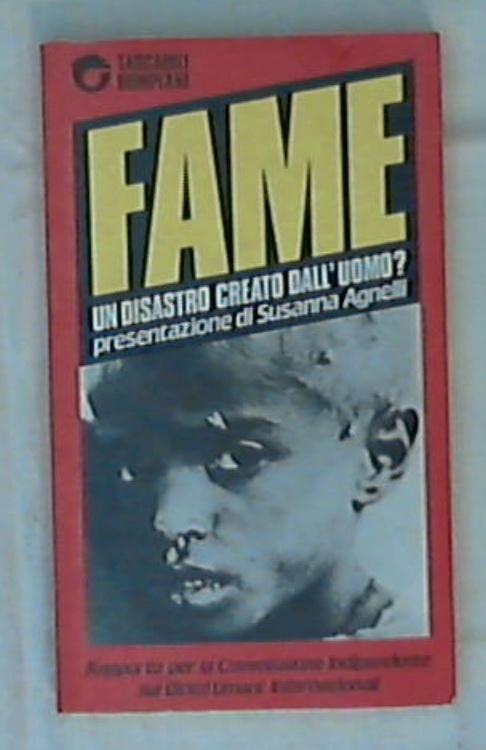 TASCABILI
BOMPIANI
FAME
UN DISASTRO CREATO DALL'UOMO?
presentazione di Susanna Agnelli
Rapporto per la Commissione Indipendente
sui Diritti Umani Internazionali